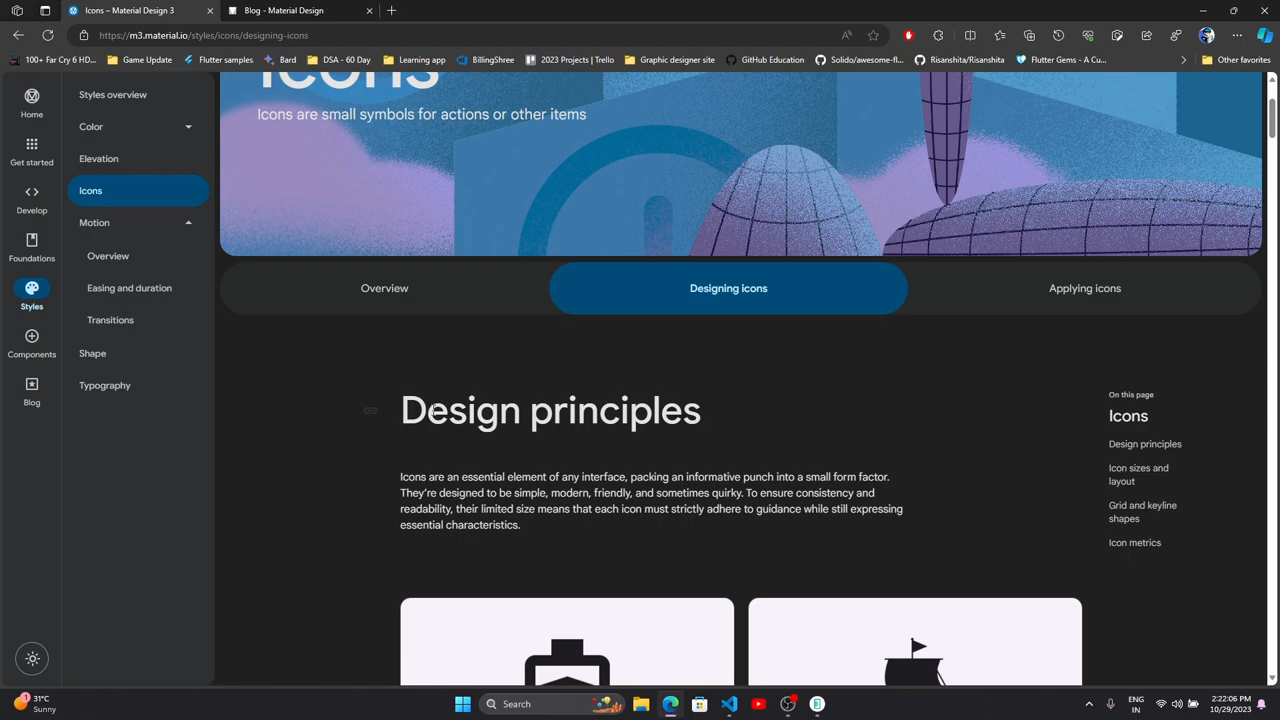 Icons – Material Design 3
Blog - Material Design
https://m3.material.io/styles/icons/designing-icons
100+ Far Cry 6 HD...
Game Update
Flutter samples
DSA - 60 Day
Bard
Learning app
BillingShree
2023 Projects | Trello
Graphic designer site
GitHub Education
Solido/awesome-fl...
Risanshita/Risanshita
Flutter Gems - A Cu...
Other favorites
Home
Get started
Develop
Foundations
Styles
Components
Blog
Styles overview
Color
Elevation
Icons
Motion
Overview
Easing and duration
Transitions
Shape
Typography
Icons
Icons are small symbols for actions or other items
Overview
Designing icons
Applying icons
Design principles
Icons are an essential element of any interface, packing an informative punch into a small form factor.
They’re designed to be simple, modern, friendly, and sometimes quirky. To ensure consistency and
readability, their limited size means that each icon must strictly adhere to guidance while still expressing
essential characteristics.
On this page
Icons
Design principles
Icon sizes and
layout
Grid and keyline
shapes
Icon metrics
1
31°C
Sunny
Search
ENG
IN
2:22:06 PM
10/29/2023